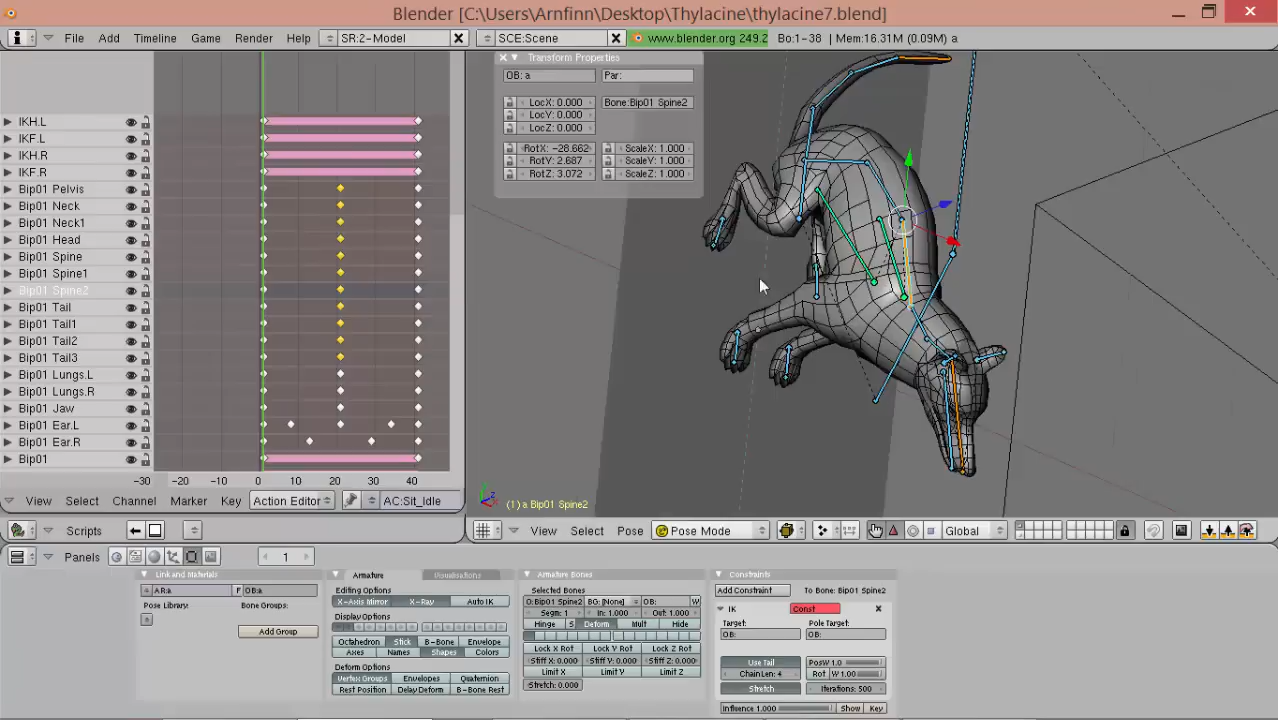 Blender [C:\Users\Arnfinn\Desktop\Thylacine\thylacine7.blend]
File Add Timeline Game Render Help SR:2-Model SCE:Scene www.blender.org 249.2 Bo:1-38 | Mem:16.31M (0.09M) a
Transform Properties
OB: a Par:
LocX: 0.000 Bone:Bip01 Spine2
LocY: 0.000
LocZ: 0.000
RotX: -28.662 ScaleX: 1.000
RotY: 2.687 ScaleY: 1.000
RotZ: 3.072 ScaleZ: 1.000
IKH.L
IKF.L
IKH.R
IKF.R
Bip01 Pelvis
Bip01 Neck
Bip01 Neck1
Bip01 Head
Bip01 Spine
Bip01 Spine1
Bip01 Spine2
Bip01 Tail
Bip01 Tail1
Bip01 Tail2
Bip01 Tail3
Bip01 Lungs.L
Bip01 Lungs.R
Bip01 Jaw
Bip01 Ear.L
Bip01 Ear.R
Bip01
-30 -20 -10 0 10 20 30 40
View Select Channel Marker Key Action Editor AC:Sit_Idle
(1) a Bip01 Spine2
Scripts
View Select Pose Pose Mode Global
Panels 1
Link and Materials
AR:a F OB:a
Pose Library: Bone Groups:
Add Group
Armature Visualisations
Editing Options
X-Axis Mirror X-Ray Auto IK
Display Options
Octahedron Stick B-Bone Envelope
Axes Names Shapes Colors
Deform Options
Vertex Groups Envelopes Quaternion
Rest Position Delay Deform B-Bone Rest
Armature Bones
Selected Bones
O:Bip01 Spine2 BG: [None] OB: W
Segm: 1 In: 1.000 Out: 1.000
Hinge S Deform Mult Hide
Lock X Rot Lock Y Rot Lock Z Rot
Stiff X: 0.000 Stiff Y: 0.000 Stiff Z: 0.000
Limit X Limit Y Limit Z
Stretch: 0.000
Constraints
Add Constraint To Bone: Bip01 Spine2
IK Const
Target: Pole Target:
OB: OB:
Use Tail PosW 1.0
ChainLen: 4 Rot W 1.00
Stretch Iterations: 500
Influence 1.000 Show Key